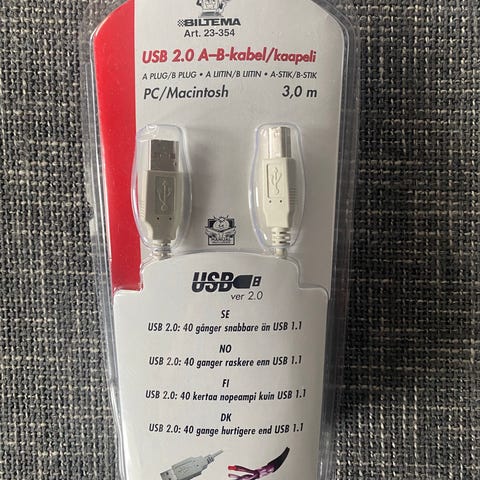 BILTEMA
Art. 23-354
USB 2.0 A–B-kabel/kaapeli
A PLUG/B PLUG • A LIITIN/B LIITIN • A-STIK/B-STIK
PC/Macintosh 3,0 m
USB
ver 2.0
SE
USB 2.0: 40 gånger snabbare än USB 1.1
NO
USB 2.0: 40 ganger raskere enn USB 1.1
FI
USB 2.0: 40 kertaa nopeampi kuin USB 1.1
DK
USB 2.0: 40 gange hurtigere end USB 1.1